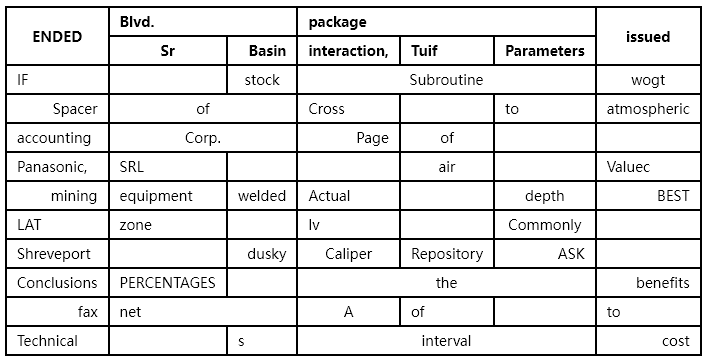 ENDED Blvd. package issued
Sr Basin interaction, Tuif Parameters
IF stock Subroutine wogt
Spacer of Cross to atmospheric
accounting Corp. Page of
Panasonic, SRL air Valuec
mining equipment welded Actual depth BEST
LAT zone lv Commonly
Shreveport dusky Caliper Repository ASK
Conclusions PERCENTAGES the benefits
fax net A of to
Technical s interval cost